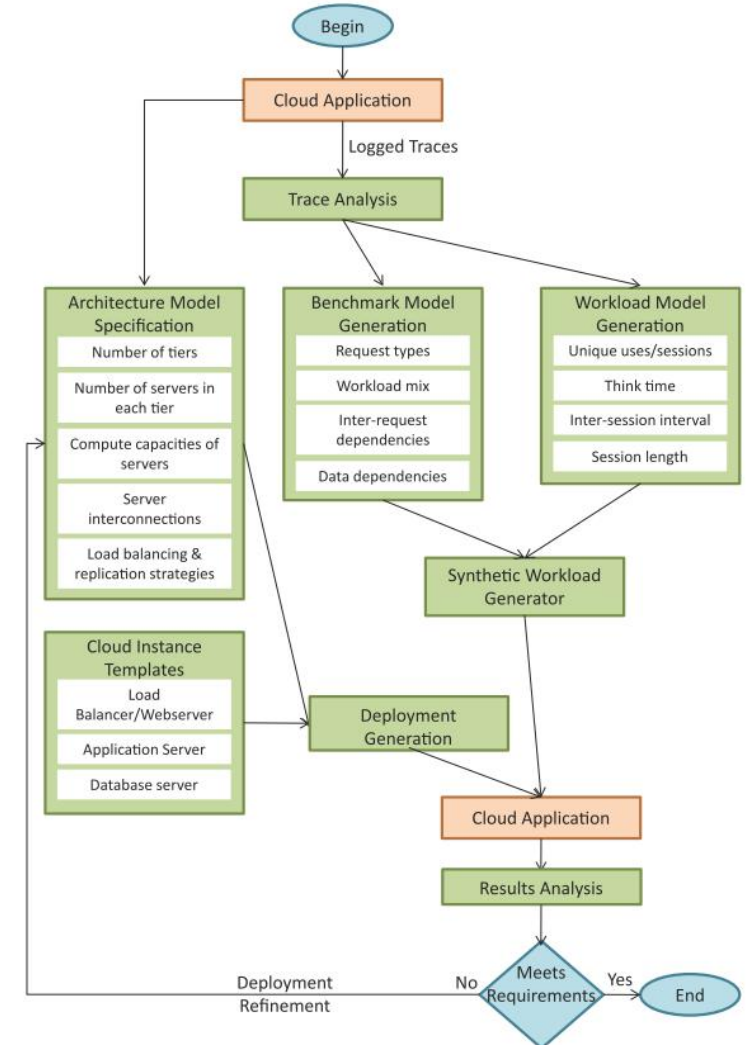 Begin
Cloud Application
Logged Traces
Trace Analysis
Architecture Model
Specification
Number of tiers
Number of servers in
each tier
Compute capacities of
servers
Server
interconnections
Load balancing &
replication strategies
Benchmark Model
Generation
Request types
Workload mix
Inter-request
dependencies
Data dependencies
Workload Model
Generation
Unique uses/sessions
Think time
Inter-session interval
Session length
Synthetic Workload
Generator
Cloud Instance
Templates
Load
Balancer/Webserver
Application Server
Database server
Deployment
Generation
Cloud Application
Results Analysis
Meets
Requirements
No
Yes
Deployment
Refinement
End